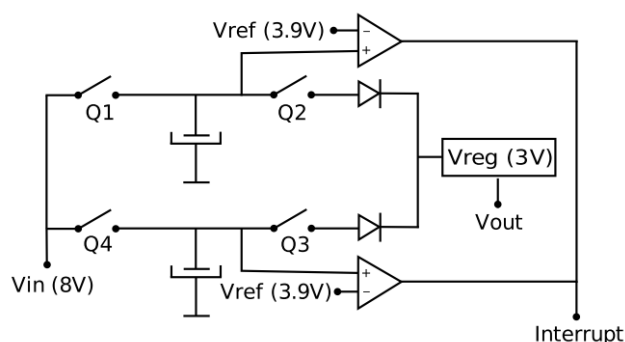 Vref (3.9V)
−
+
Q1
Q2
Vreg (3V)
Vout
Q4
Q3
Vin (8V)
+
Vref (3.9V)
−
Interrupt